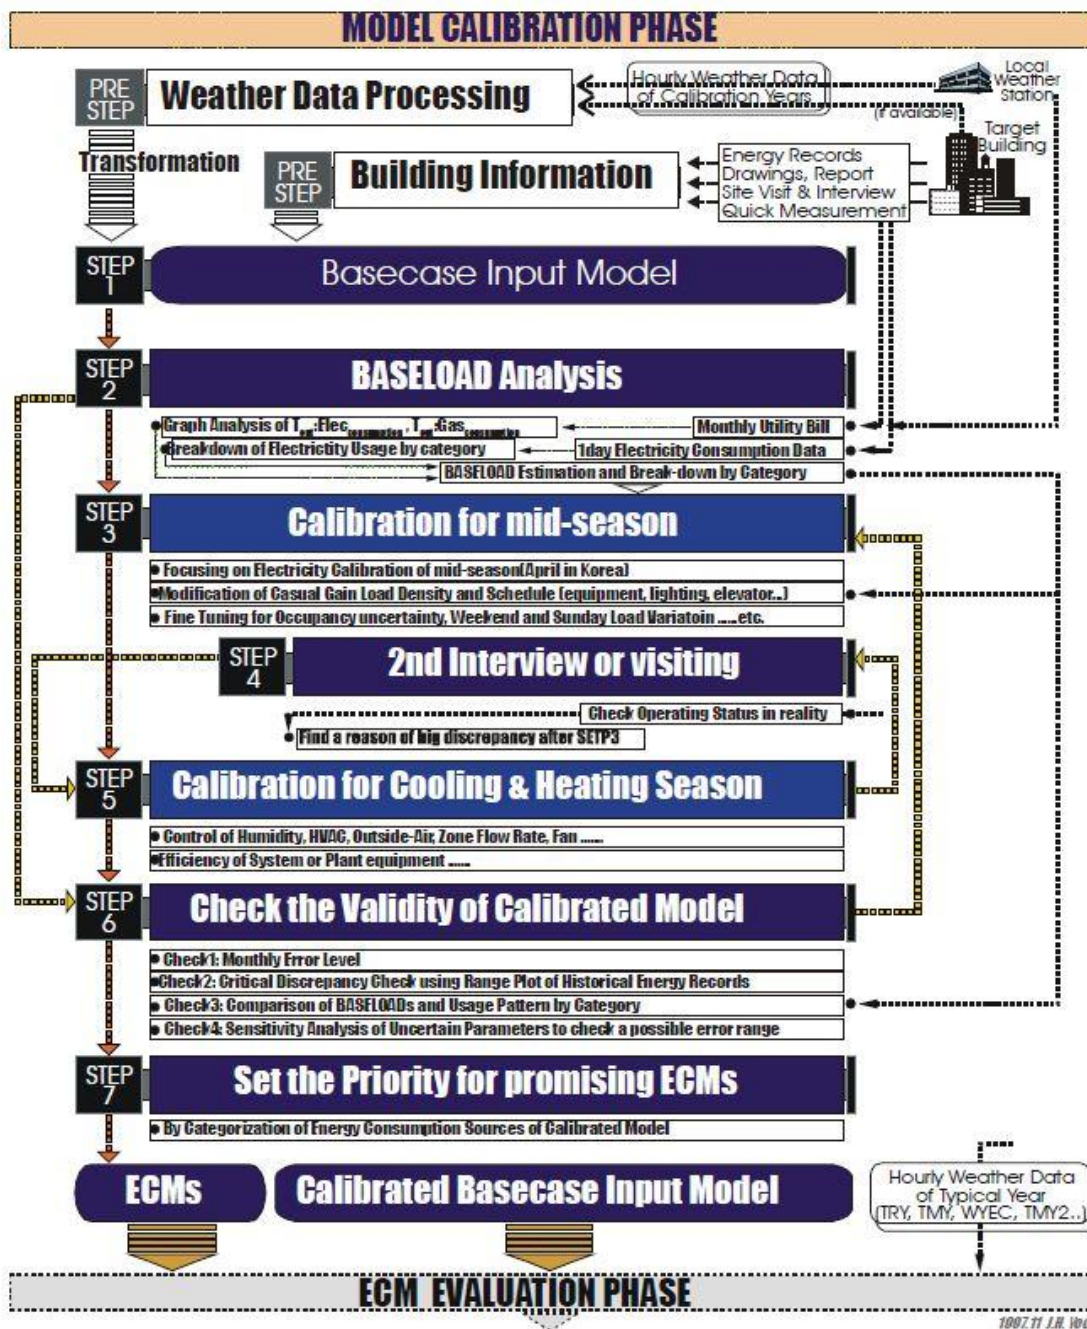 MODEL CALIBRATION PHASE
PRE
STEP
Weather Data Processing
Hourly Weather Data
of Calibration Years
Local
Weather
Station
(if available)
Target
Building
Transformation
PRE
STEP
Building Information
Energy Records
Drawings, Report
Site Visit & Interview
Quick Measurement
STEP
1
Basecase Input Model
STEP
2
BASELOAD Analysis
Graph Analysis of Tout:Elecconsumption, Tout:Gasconsumption
Monthly Utility Bill
Breakdown of Electrictity Usage by category
1day Electricity Consumption Data
BASELOAD Estimation and Break-down by Category
STEP
3
Calibration for mid-season
Focusing on Electricity Calibration of mid-season(April in Korea)
Modification of Casual Gain Load Density and Schedule (equipment, lighting, elevator...)
Fine Tuning for Occupancy uncertainty, Weekend and Sunday Load Variatoin ......etc.
STEP
4
2nd Interview or visiting
Check Operating Status in reality
Find a reason of big discrepancy after SETP3
STEP
5
Calibration for Cooling & Heating Season
Control of Humidity, HVAC, Outside-Air, Zone Flow Rate, Fan ......
Efficiency of System or Plant equipment ......
STEP
6
Check the Validity of Calibrated Model
Check1: Monthly Error Level
Check2: Critical Discrepancy Check using Range Plot of Historical Energy Records
Check3: Comparison of BASELOADs and Usage Pattern by Category
Check4: Sensitivity Analysis of Uncertain Parameters to check a possible error range
STEP
7
Set the Priority for promising ECMs
By Categorization of Energy Consumption Sources of Calibrated Model
ECMs
Calibrated Basecase Input Model
Hourly Weather Data
of Typical Year
(TRY, TMY, WYEC, TMY2..)
ECM EVALUATION PHASE
1997.11 J.H.